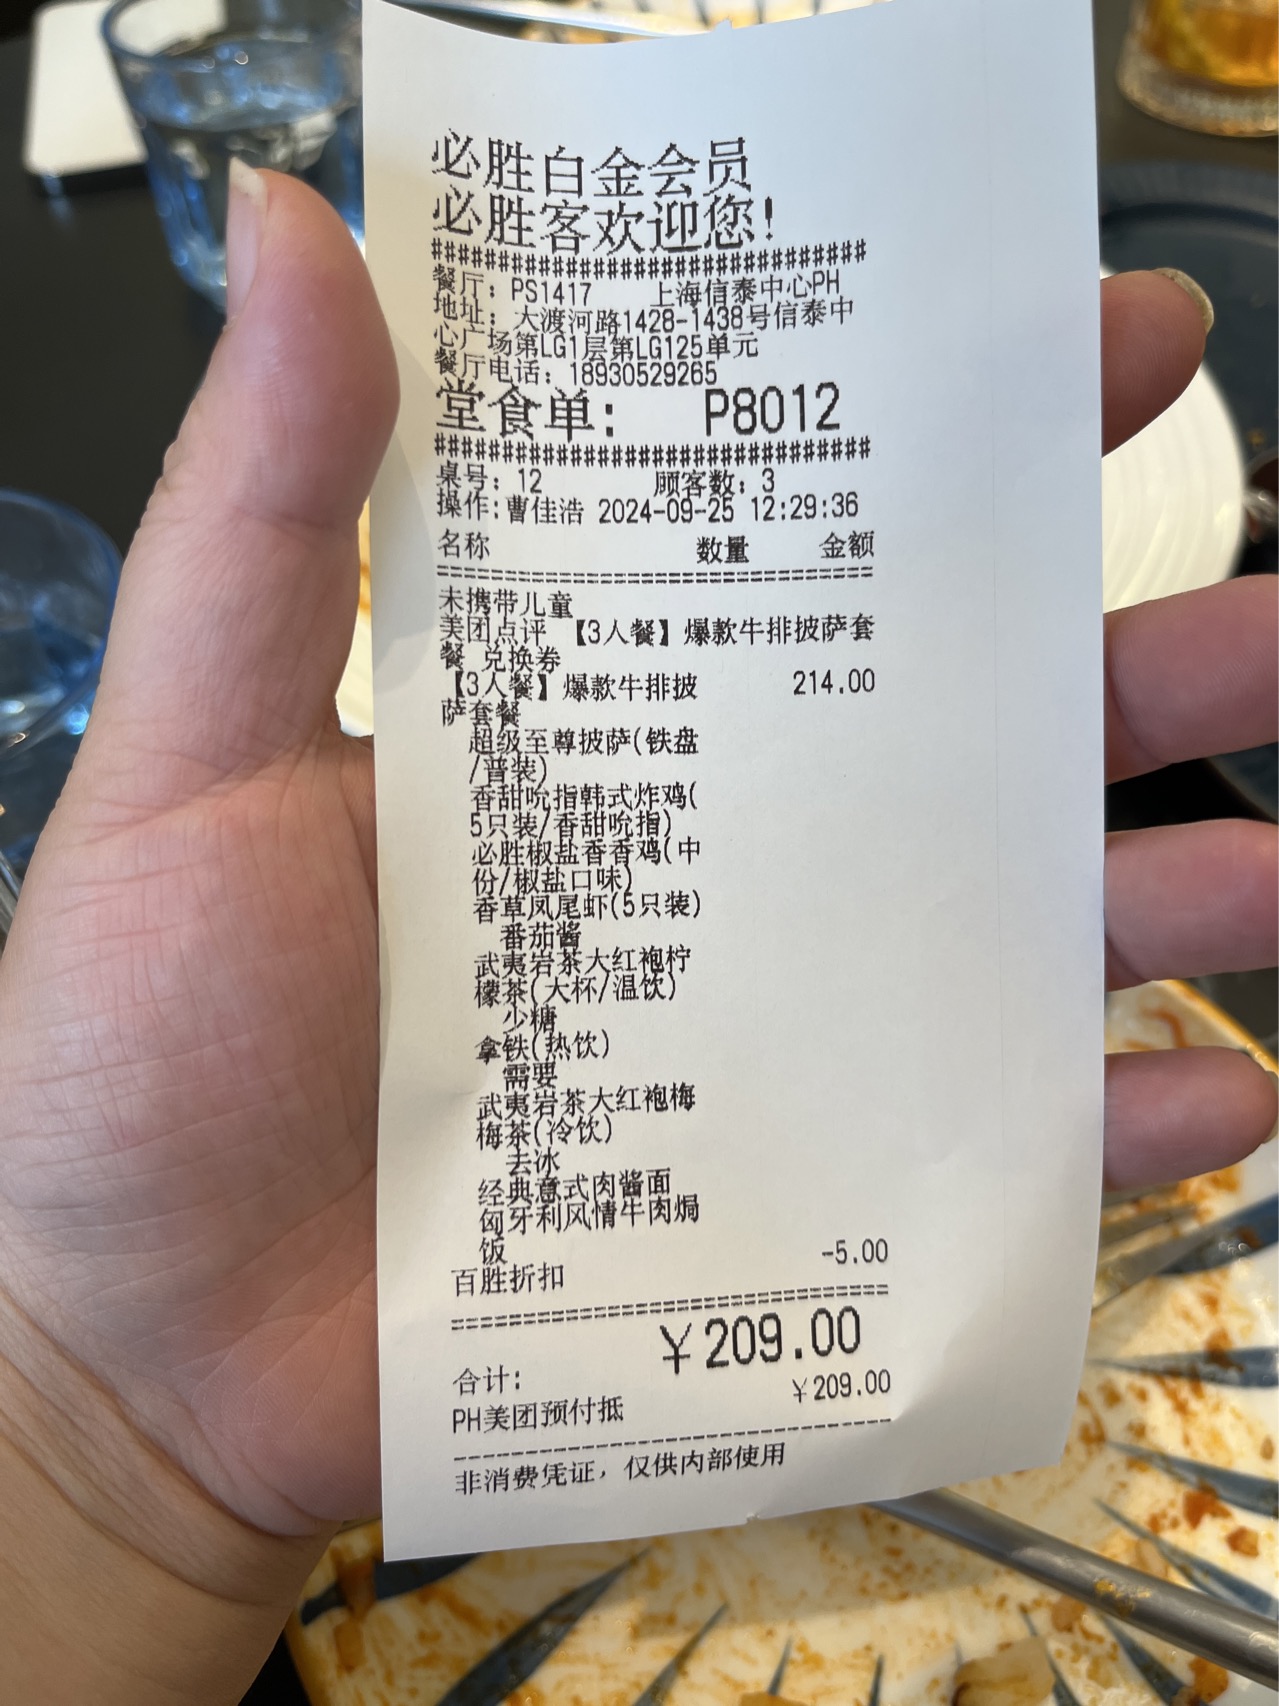 必胜白金会员
必胜客欢迎您!
################################
餐厅: PS1417 上海信泰中心PH
地址: 大渡河路1428-1438号信泰中
心广场第LG1层第LG125单元
餐厅电话: 18930529265
堂食单: P8012
################################
桌号: 12 顾客数: 3
操作:曹佳浩 2024-09-25 12:29:36
名称 数量 金额
================================
未携带儿童
美团点评 【3人餐】爆款牛排披萨套
餐 兑换券
【3人餐】爆款牛排披 214.00
萨套餐
超级至尊披萨(铁盘
/普装)
香甜吮指韩式炸鸡(
5只装/香甜吮指)
必胜椒盐香香鸡(中
份/椒盐口味)
香草凤尾虾(5只装)
番茄酱
武夷岩茶大红袍柠
檬茶(大杯/温饮)
少糖
拿铁(热饮)
需要
武夷岩茶大红袍梅
梅茶(冷饮)
去冰
经典意式肉酱面
匈牙利风情牛肉焗
饭
百胜折扣 -5.00
================================
合计: ￥209.00
PH美团预付抵 ￥209.00
--------------------------------
非消费凭证, 仅供内部使用